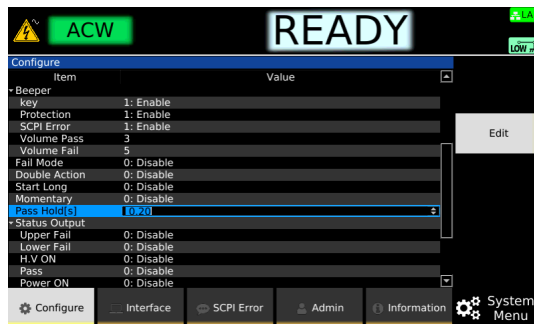 LA
ACW
READY
LOW
Configure
Item Value
Beeper
key 1: Enable
Protection 1: Enable
SCPI Error 1: Enable
Volume Pass 3
Volume Fail 5
Fail Mode 0: Disable
Double Action 0: Disable
Start Long 0: Disable
Momentary 0: Disable
Pass Hold[s] 0.20
Status Output
Upper Fail 0: Disable
Lower Fail 0: Disable
H.V ON 0: Disable
Pass 0: Disable
Power ON 0: Disable
Edit
Configure Interface SCPI Error Admin Information
System
Menu